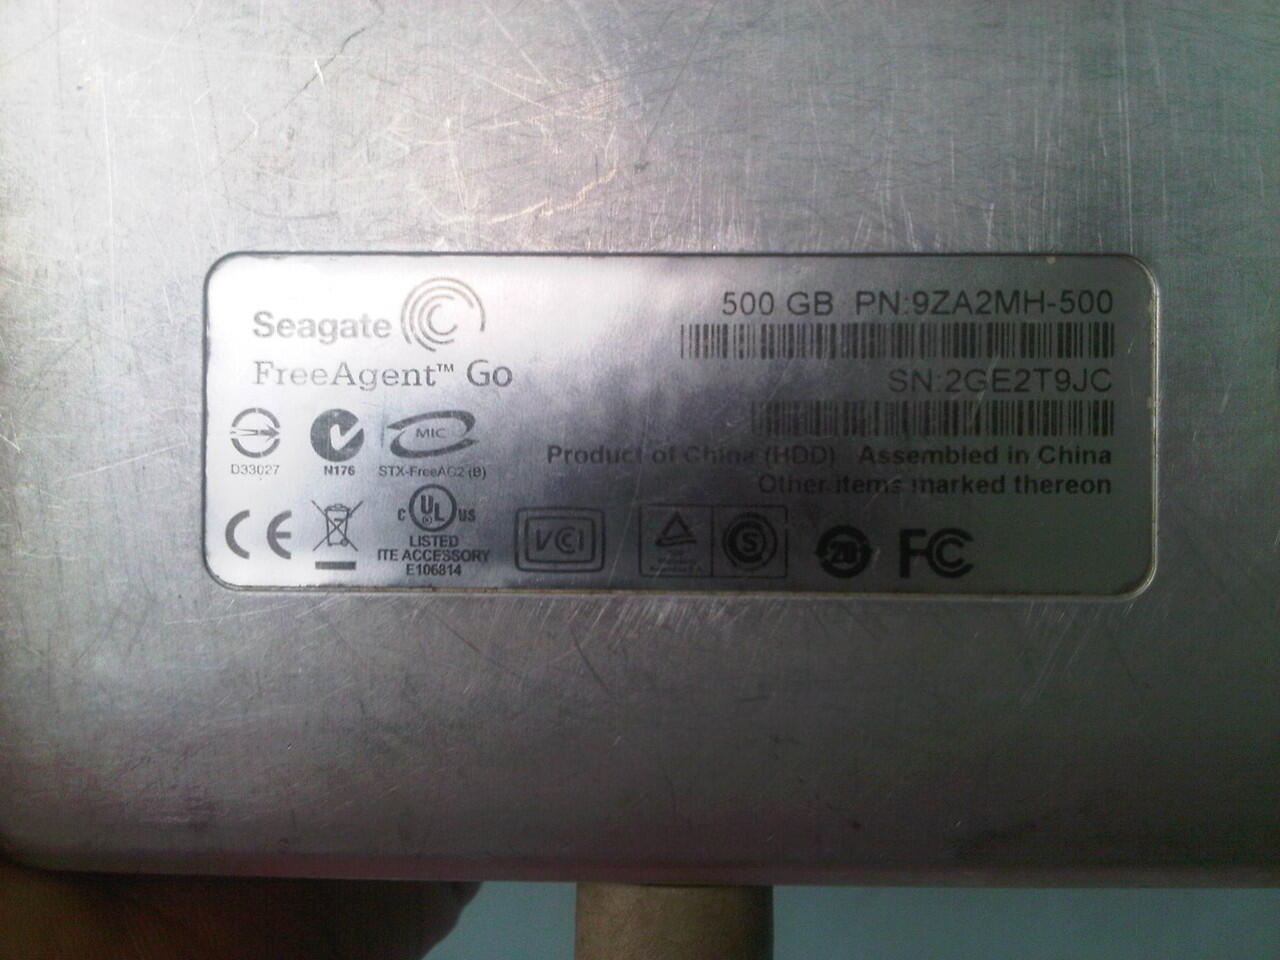 Seagate
FreeAgent™ Go
500 GB PN:9ZA2MH-500
SN:2GE2T9JC
Product of China (HDD) Assembled in China
Other items marked thereon
D33027
N176
MIC
STX-FreeAG2 (B)
CE
c UL us
LISTED
ITE ACCESSORY
E106814
VCI
S
20
FC